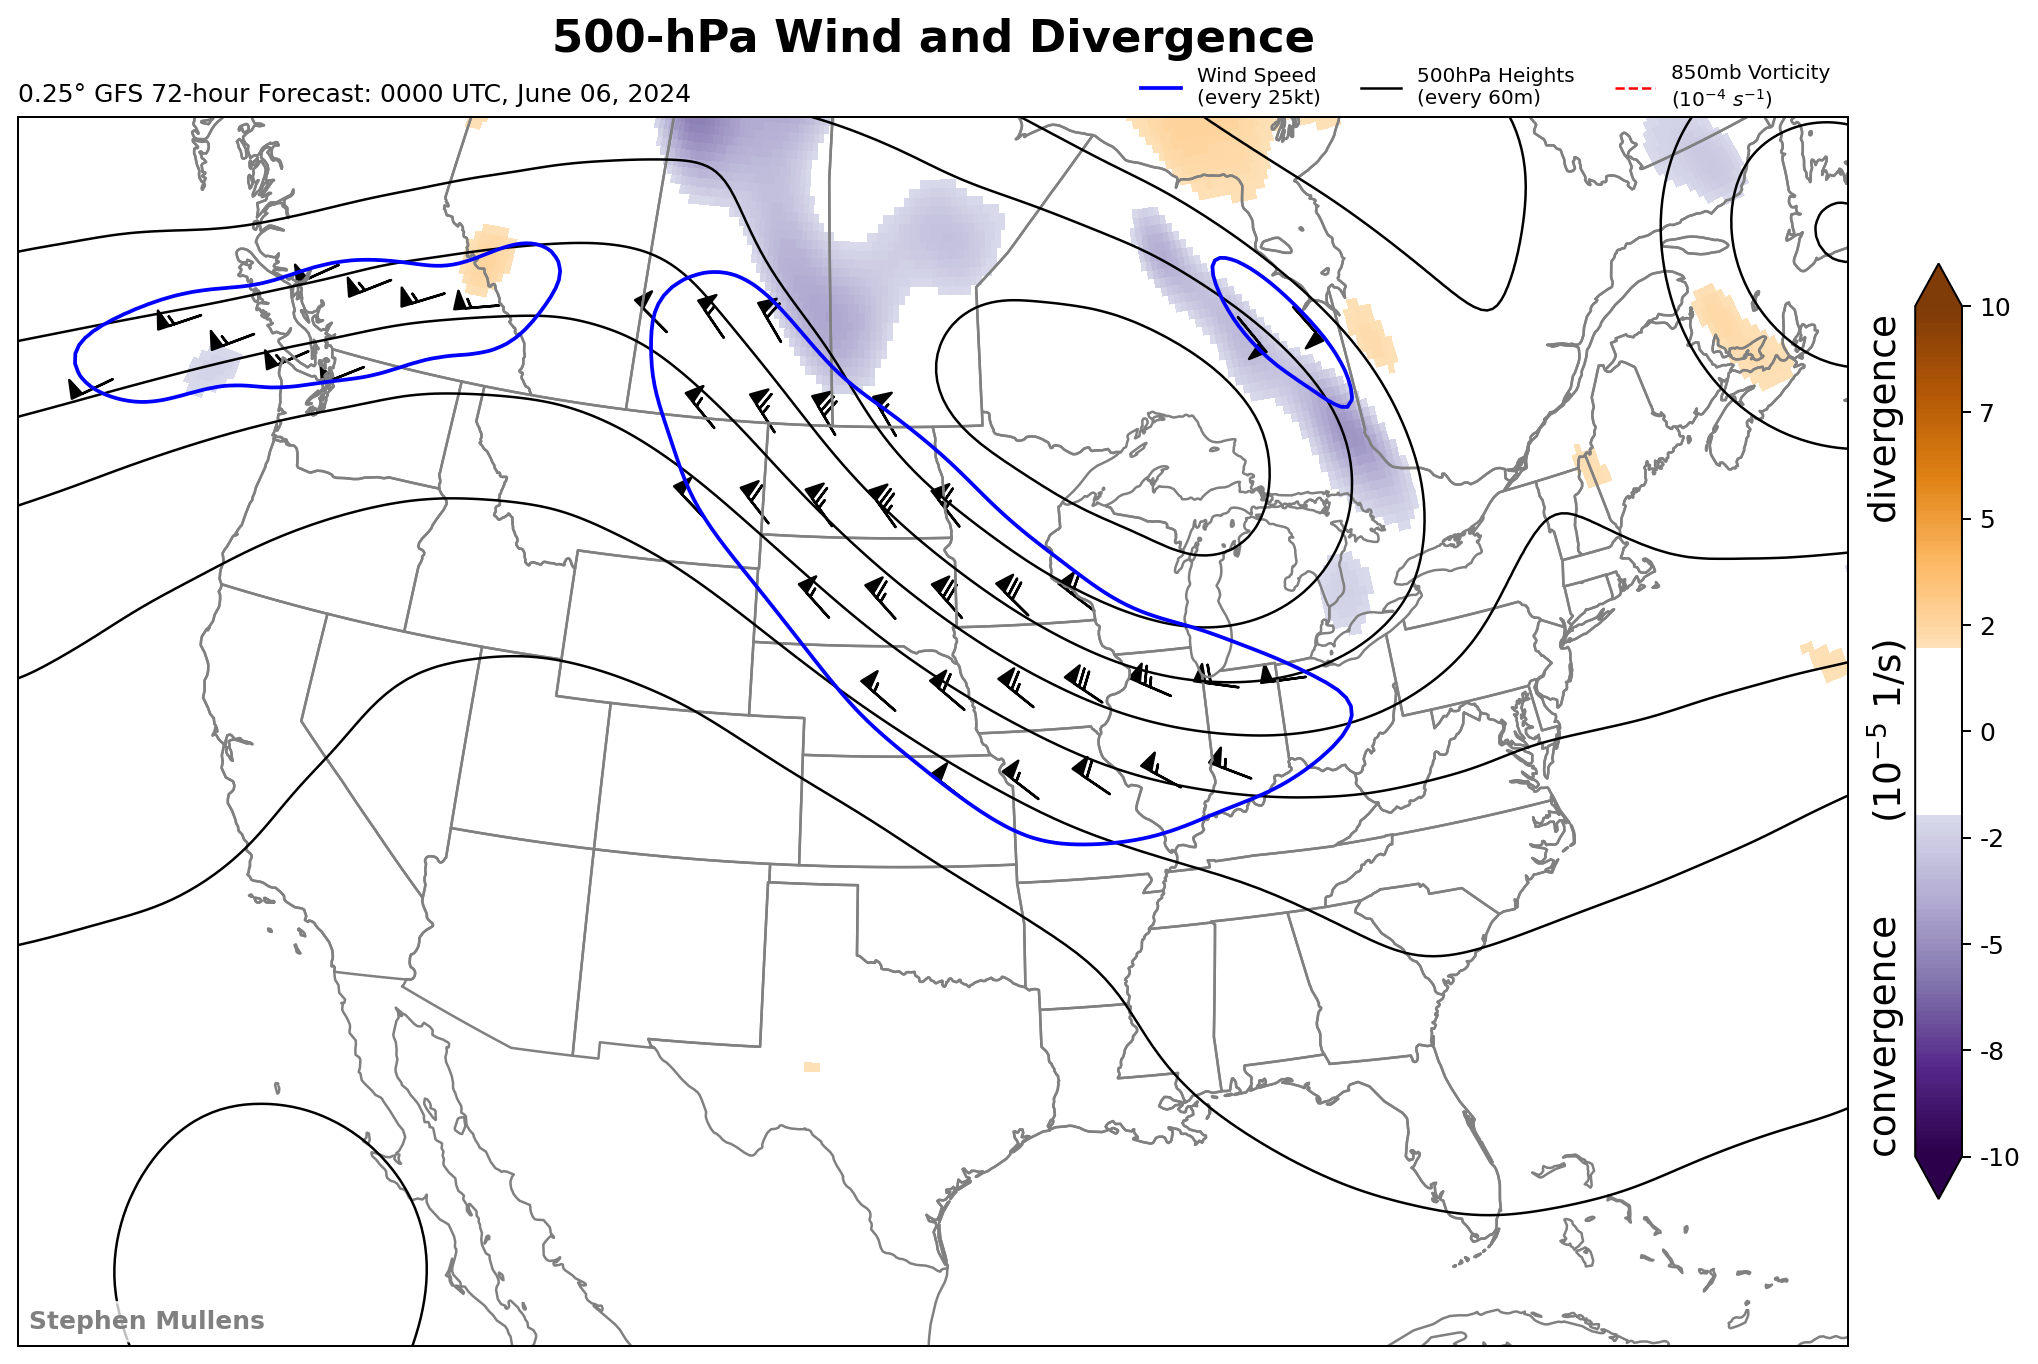 500-hPa Wind and Divergence
0.25° GFS 72-hour Forecast: 0000 UTC, June 06, 2024
Wind Speed
(every 25kt)
500hPa Heights
(every 60m)
850mb Vorticity
(10⁻⁴ s⁻¹)
10
7
5
2
0
-2
-5
-8
-10
convergence (10⁻⁵ 1/s) divergence
Stephen Mullens